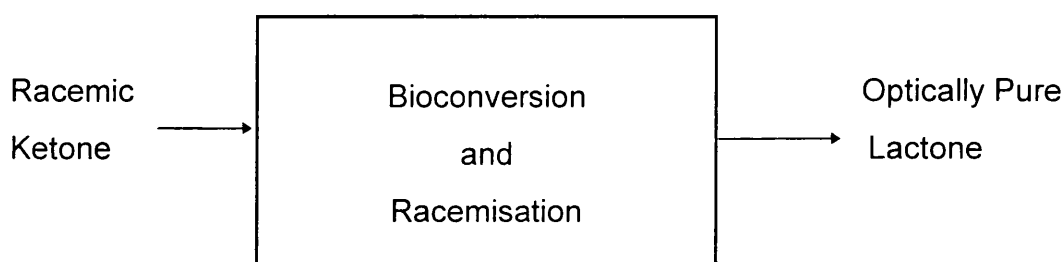 Racemic
Ketone
Bioconversion
and
Racemisation
Optically Pure
Lactone